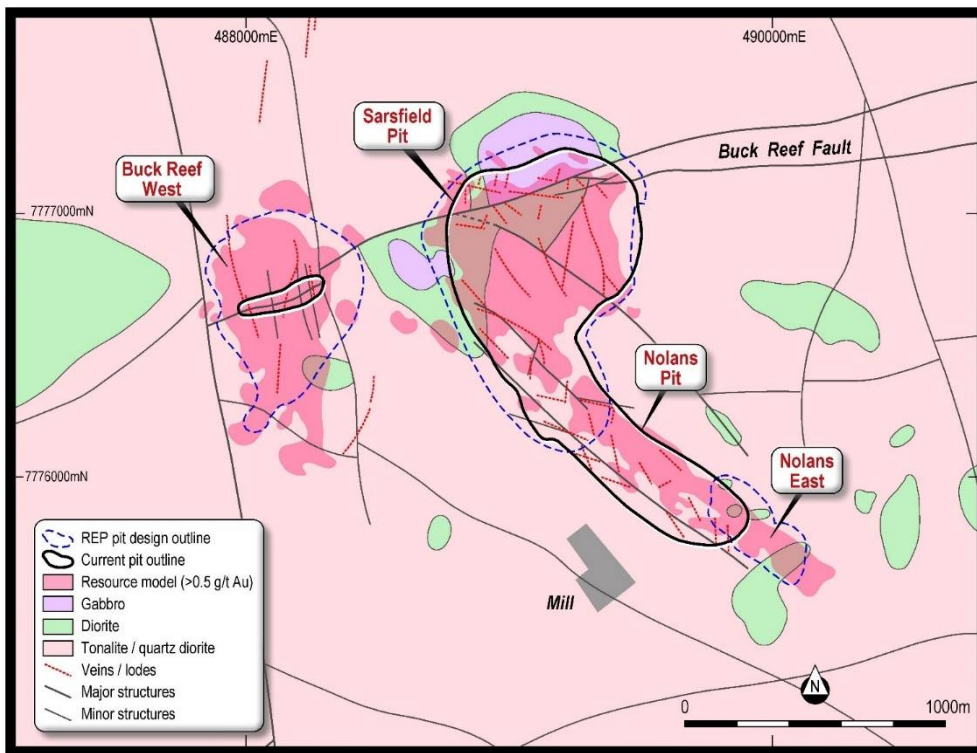 488000mE
490000mE
Sarsfield
Pit
Buck Reef Fault
Buck Reef
West
7777000mN
Nolans
Pit
Nolans
East
7776000mN
REP pit design outline
Current pit outline
Resource model (>0.5 g/t Au)
Gabbro
Diorite
Tonalite / quartz diorite
Veins / lodes
Major structures
Minor structures
Mill
N
0
1000m